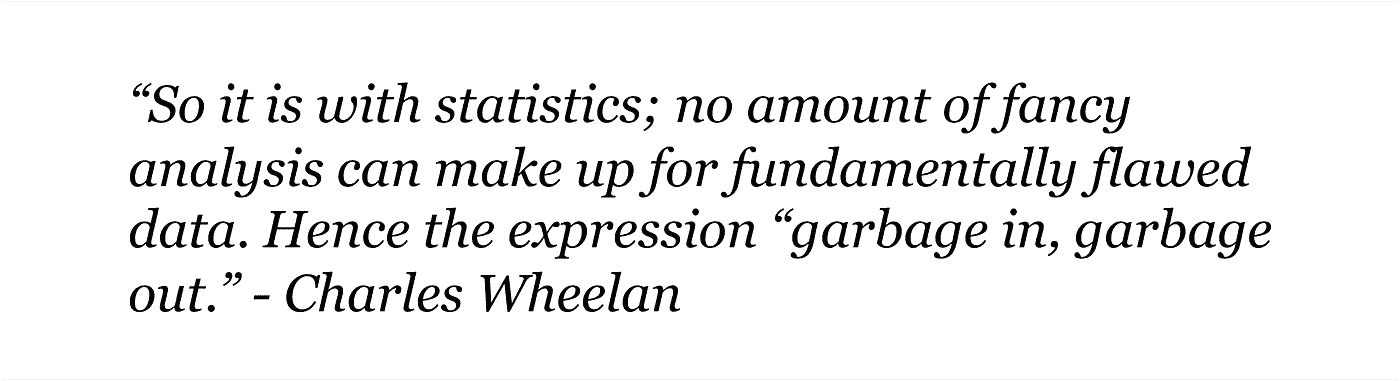 “So it is with statistics; no amount of fancy
analysis can make up for fundamentally flawed
data. Hence the expression “garbage in, garbage
out.” - Charles Wheelan